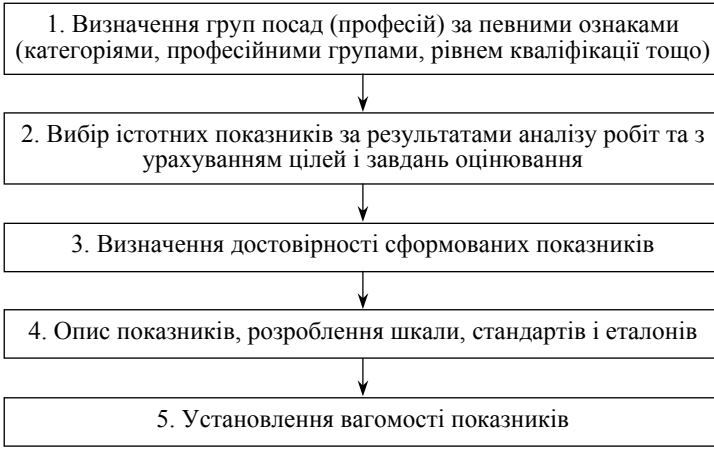 1. Визначення груп посад (професій) за певними ознаками
(категоріями, професійними групами, рівнем кваліфікації тощо)
2. Вибір істотних показників за результатами аналізу робіт та з
урахуванням цілей і завдань оцінювання
3. Визначення достовірності сформованих показників
4. Опис показників, розроблення шкали, стандартів і еталонів
5. Установлення вагомості показників